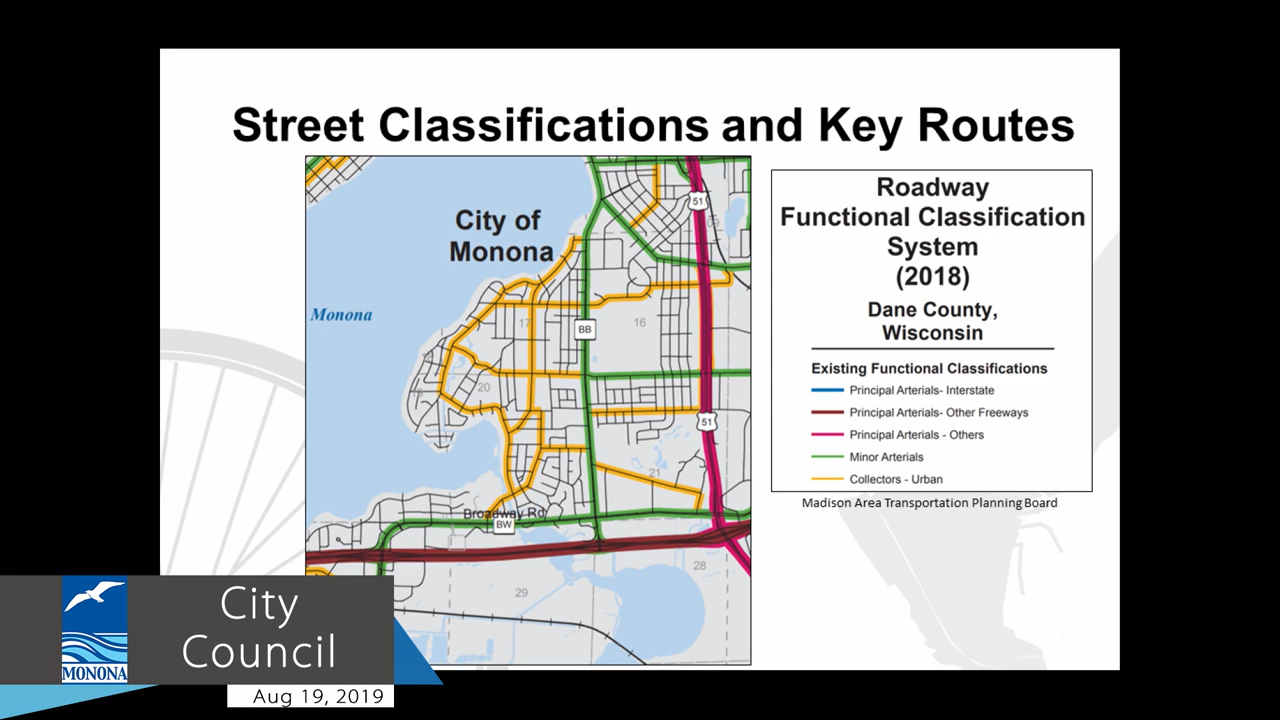 Street Classifications and Key Routes
City of
Monona
Monona
51
17
16
BB
20
51
21
Broadway Rd
BW
28
29
Roadway
Functional Classification
System
(2018)
Dane County,
Wisconsin
Existing Functional Classifications
Principal Arterials- Interstate
Principal Arterials- Other Freeways
Principal Arterials - Others
Minor Arterials
Collectors - Urban
Madison Area Transportation Planning Board
City
Council
MONONA
Aug 19, 2019